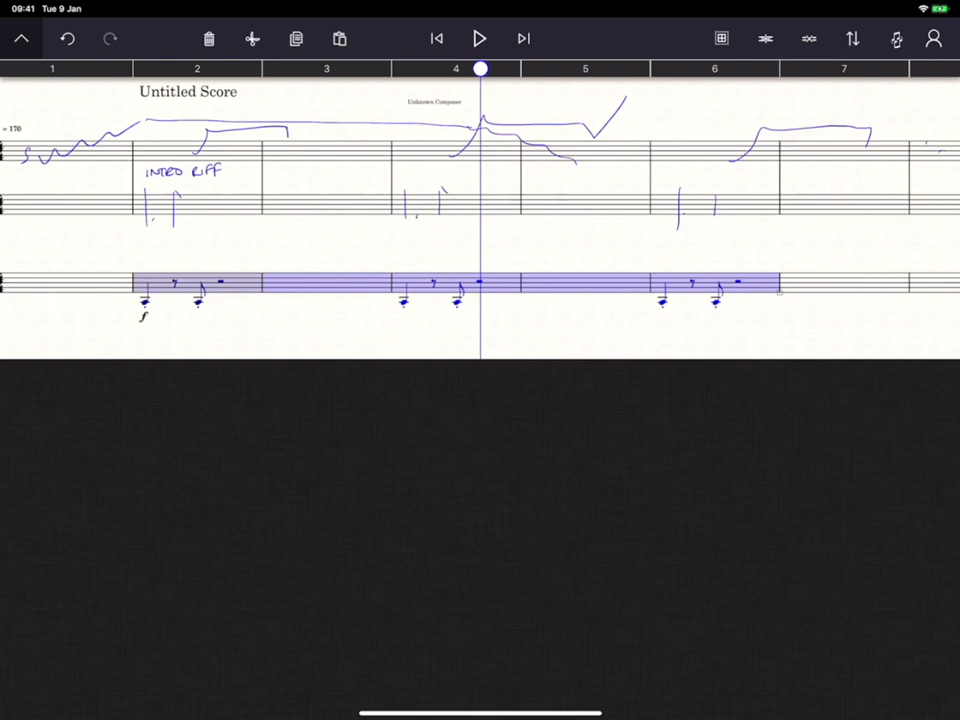 09:41 Tue 9 Jan
1 2 3 4 5 6 7
Untitled Score
Unknown Composer
= 170
INTRO RIFF
f